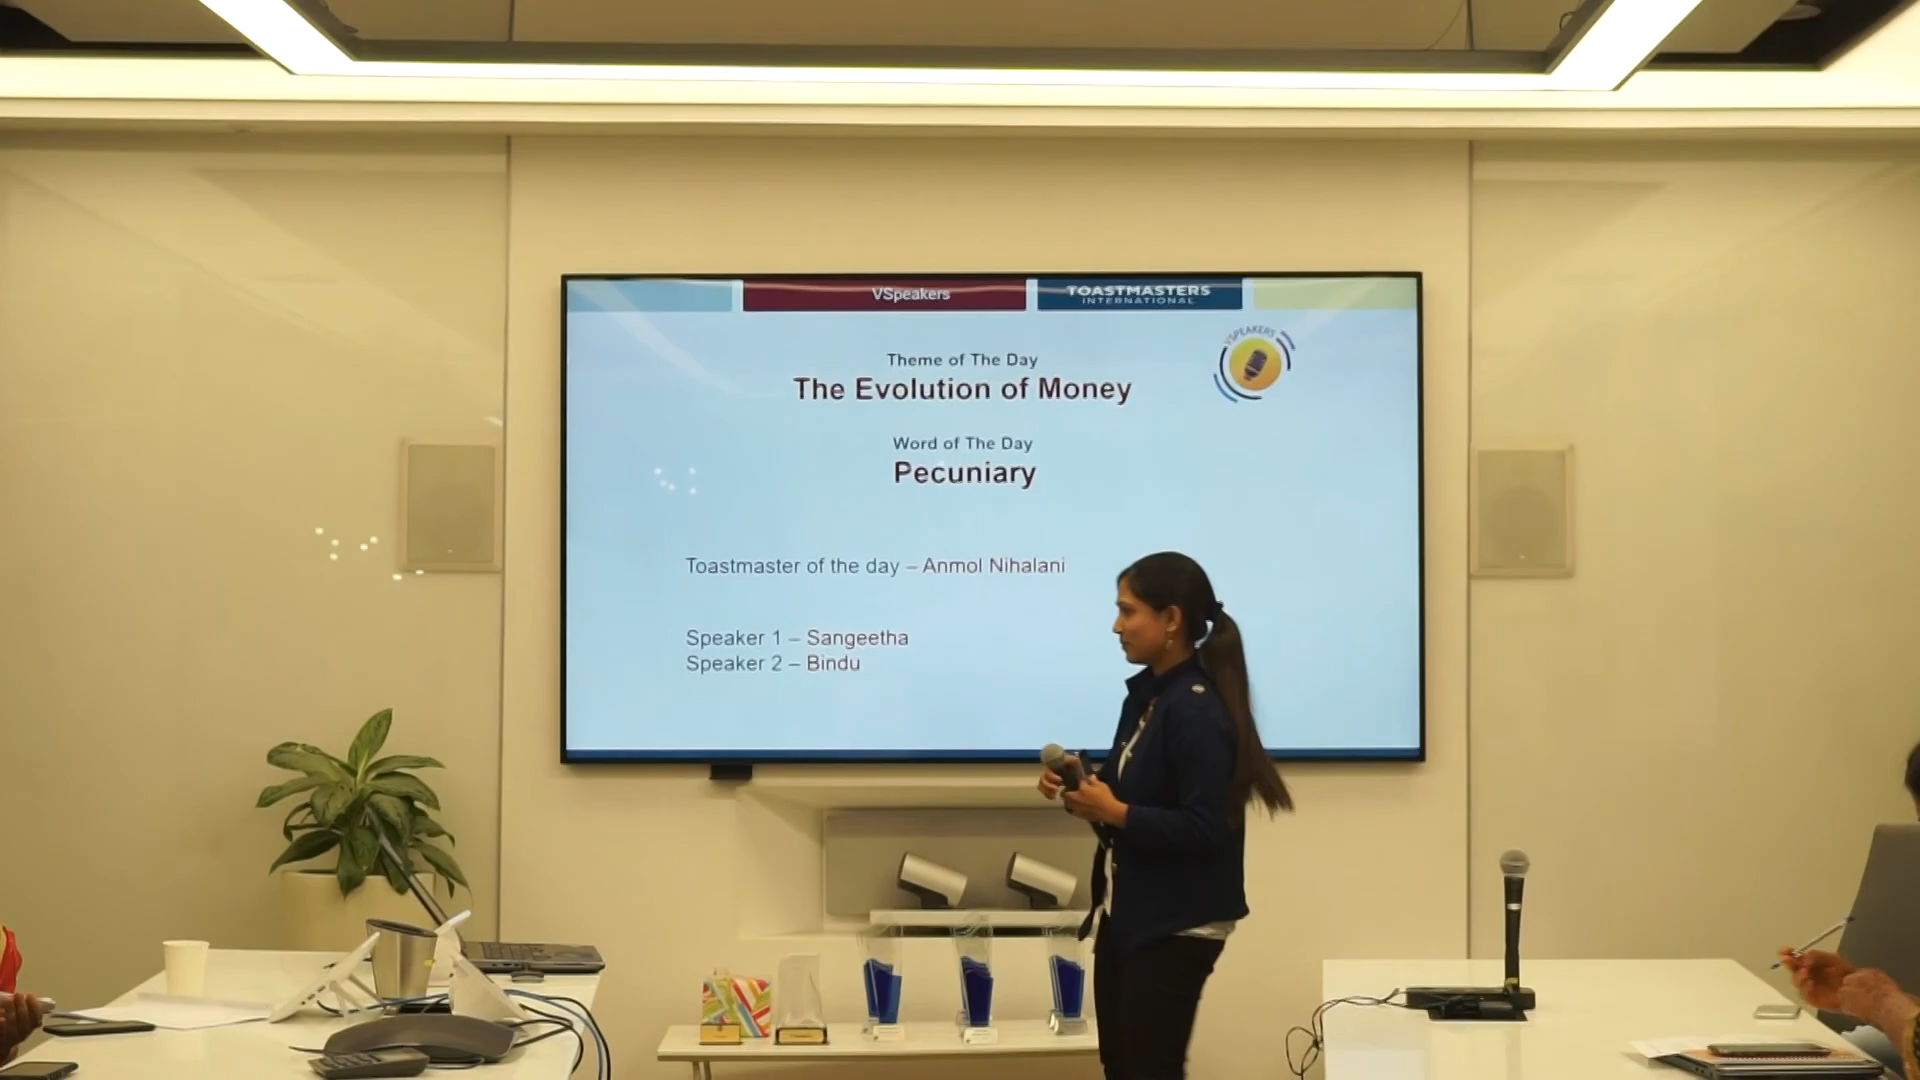 VSpeakers
TOASTMASTERS
INTERNATIONAL
VSPEAKERS
Theme of The Day
The Evolution of Money
Word of The Day
Pecuniary
Toastmaster of the day – Anmol Nihalani
Speaker 1 – Sangeetha
Speaker 2 – Bindu